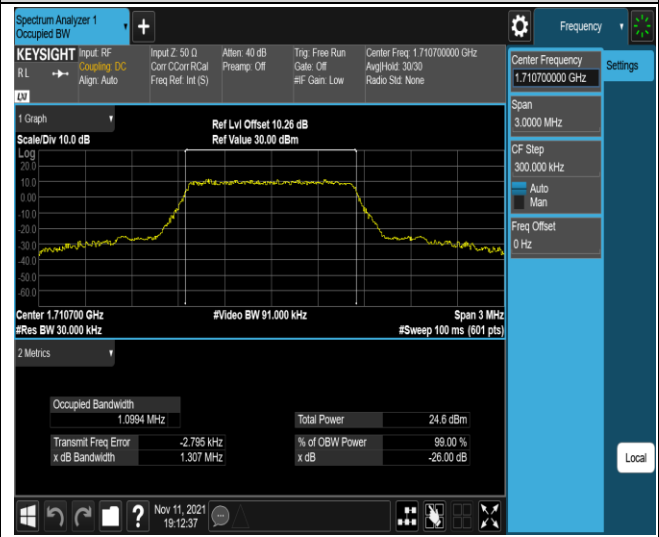 Spectrum Analyzer 1
Occupied BW
+
Frequency
KEYSIGHT
RL
LXI
Input: RF
Coupling: DC
Align: Auto
Input Z: 50 Ω
Corr CCorr RCal
Freq Ref: Int (S)
Atten: 40 dB
Preamp: Off
Trig: Free Run
Gate: Off
#IF Gain: Low
Center Freq: 1.710700000 GHz
Avg|Hold: 30/30
Radio Std: None
Center Frequency
1.710700000 GHz
Settings
Span
3.0000 MHz
CF Step
300.000 kHz
Auto
Man
Freq Offset
0 Hz
1 Graph
Scale/Div 10.0 dB
Ref Lvl Offset 10.26 dB
Ref Value 30.00 dBm
Log
20.0
10.0
0.00
-10.0
-20.0
-30.0
-40.0
-50.0
-60.0
Center 1.710700 GHz
#Video BW 91.000 kHz
Span 3 MHz
#Res BW 30.000 kHz
#Sweep 100 ms (601 pts)
2 Metrics
Occupied Bandwidth
1.0994 MHz
Total Power 24.6 dBm
Transmit Freq Error -2.795 kHz
% of OBW Power 99.00 %
x dB Bandwidth 1.307 MHz
x dB -26.00 dB
Local
?
Nov 11, 2021
19:12:37